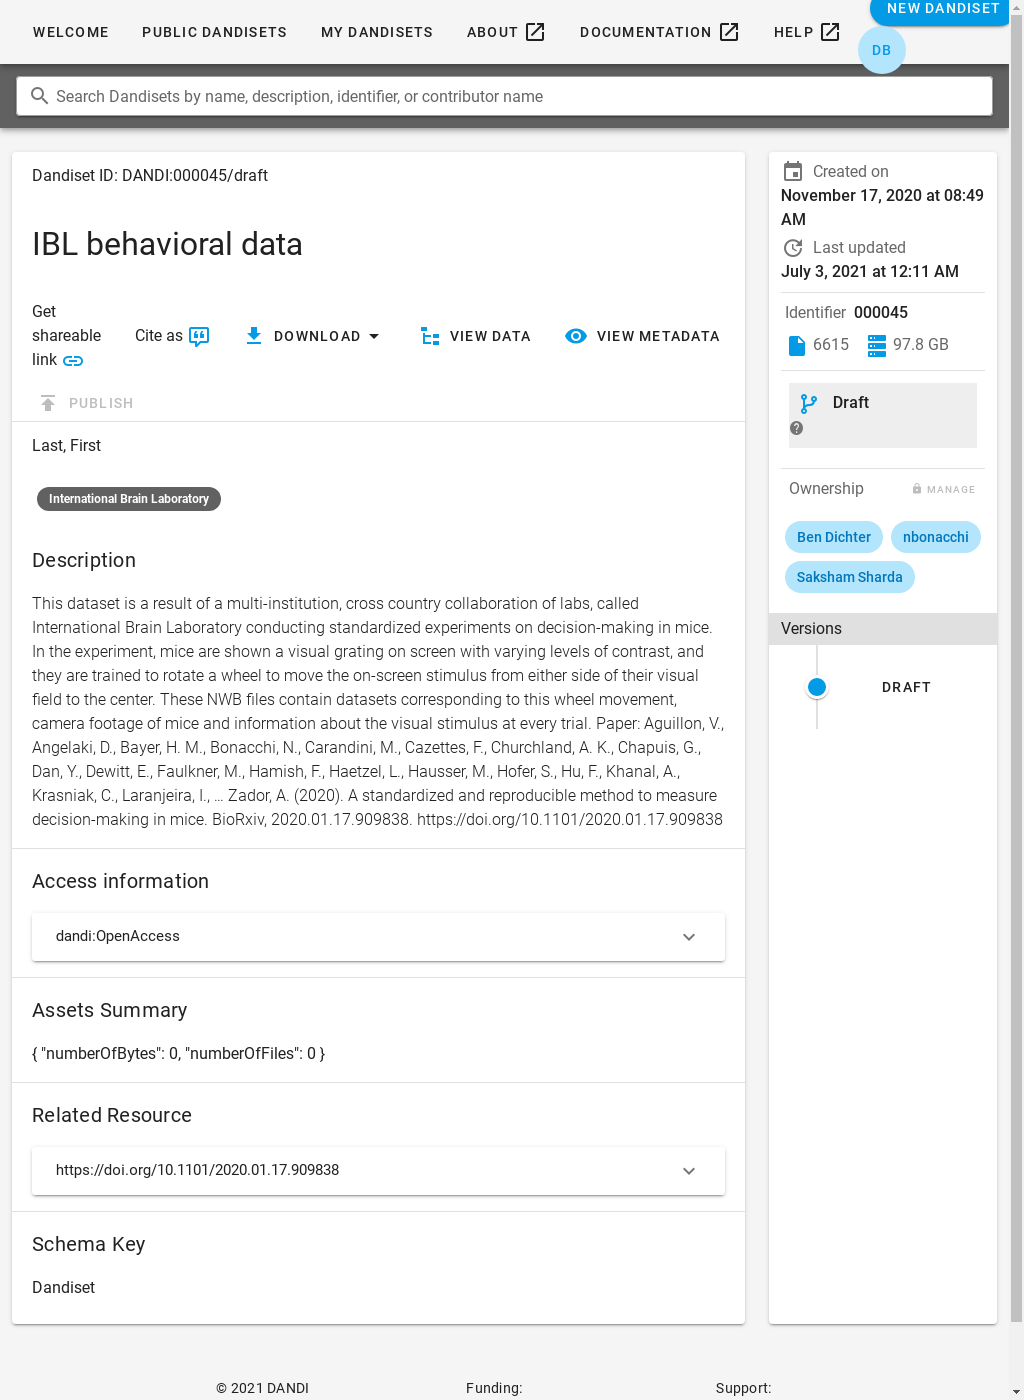 WELCOME
PUBLIC DANDISETS
MY DANDISETS
ABOUT
DOCUMENTATION
HELP
NEW DANDISET
DB
Search Dandisets by name, description, identifier, or contributor name
Dandiset ID: DANDI:000045/draft
IBL behavioral data
Get
shareable
link
Cite as
DOWNLOAD
VIEW DATA
VIEW METADATA
PUBLISH
Last, First
International Brain Laboratory
Description
This dataset is a result of a multi-institution, cross country collaboration of labs, called
International Brain Laboratory conducting standardized experiments on decision-making in mice.
In the experiment, mice are shown a visual grating on screen with varying levels of contrast, and
they are trained to rotate a wheel to move the on-screen stimulus from either side of their visual
field to the center. These NWB files contain datasets corresponding to this wheel movement,
camera footage of mice and information about the visual stimulus at every trial. Paper: Aguillon, V.,
Angelaki, D., Bayer, H. M., Bonacchi, N., Carandini, M., Cazettes, F., Churchland, A. K., Chapuis, G.,
Dan, Y., Dewitt, E., Faulkner, M., Hamish, F., Haetzel, L., Hausser, M., Hofer, S., Hu, F., Khanal, A.,
Krasniak, C., Laranjeira, I., … Zador, A. (2020). A standardized and reproducible method to measure
decision-making in mice. BioRxiv, 2020.01.17.909838. https://doi.org/10.1101/2020.01.17.909838
Access information
dandi:OpenAccess
Assets Summary
{ "numberOfBytes": 0, "numberOfFiles": 0 }
Related Resource
https://doi.org/10.1101/2020.01.17.909838
Schema Key
Dandiset
Created on
November 17, 2020 at 08:49
AM
Last updated
July 3, 2021 at 12:11 AM
Identifier 000045
6615
97.8 GB
Draft
Ownership
MANAGE
Ben Dichter
nbonacchi
Saksham Sharda
Versions
DRAFT
© 2021 DANDI
Funding:
Support: